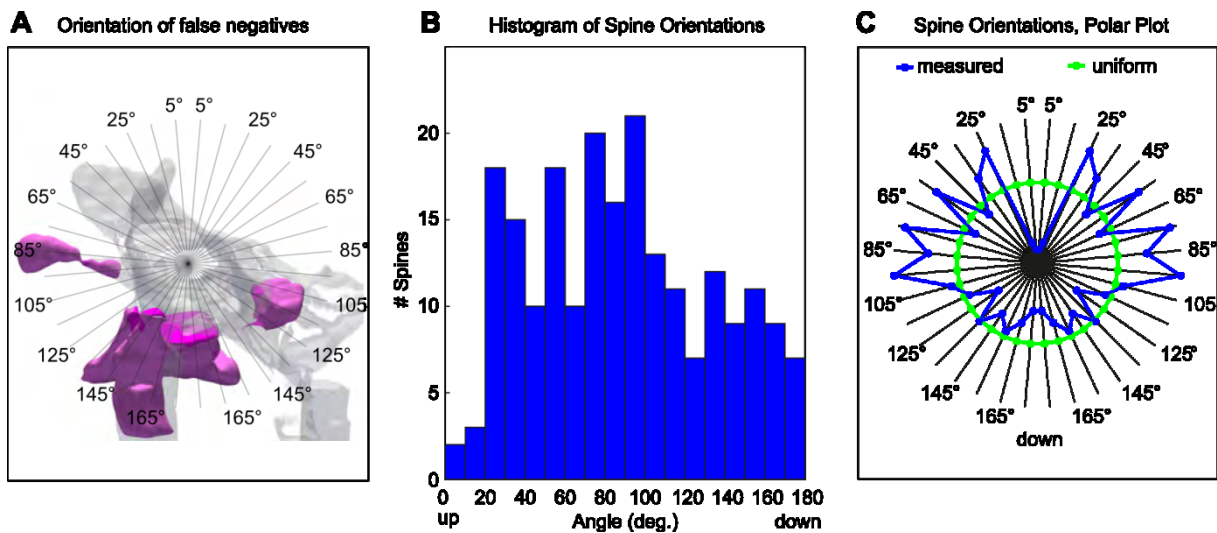 A Orientation of false negatives
5° 5°
25° 25°
45° 45°
65° 65°
85° 85°
105° 105°
125° 125°
145° 145°
165° 165°
B Histogram of Spine Orientations
# Spines
20
15
10
5
0
0 20 40 60 80 100 120 140 160 180
up Angle (deg.) down
C Spine Orientations, Polar Plot
measured uniform
5° 5°
25° 25°
45° 45°
65° 65°
85° 85°
105° 105°
125° 125°
145° 145°
165° 165°
down